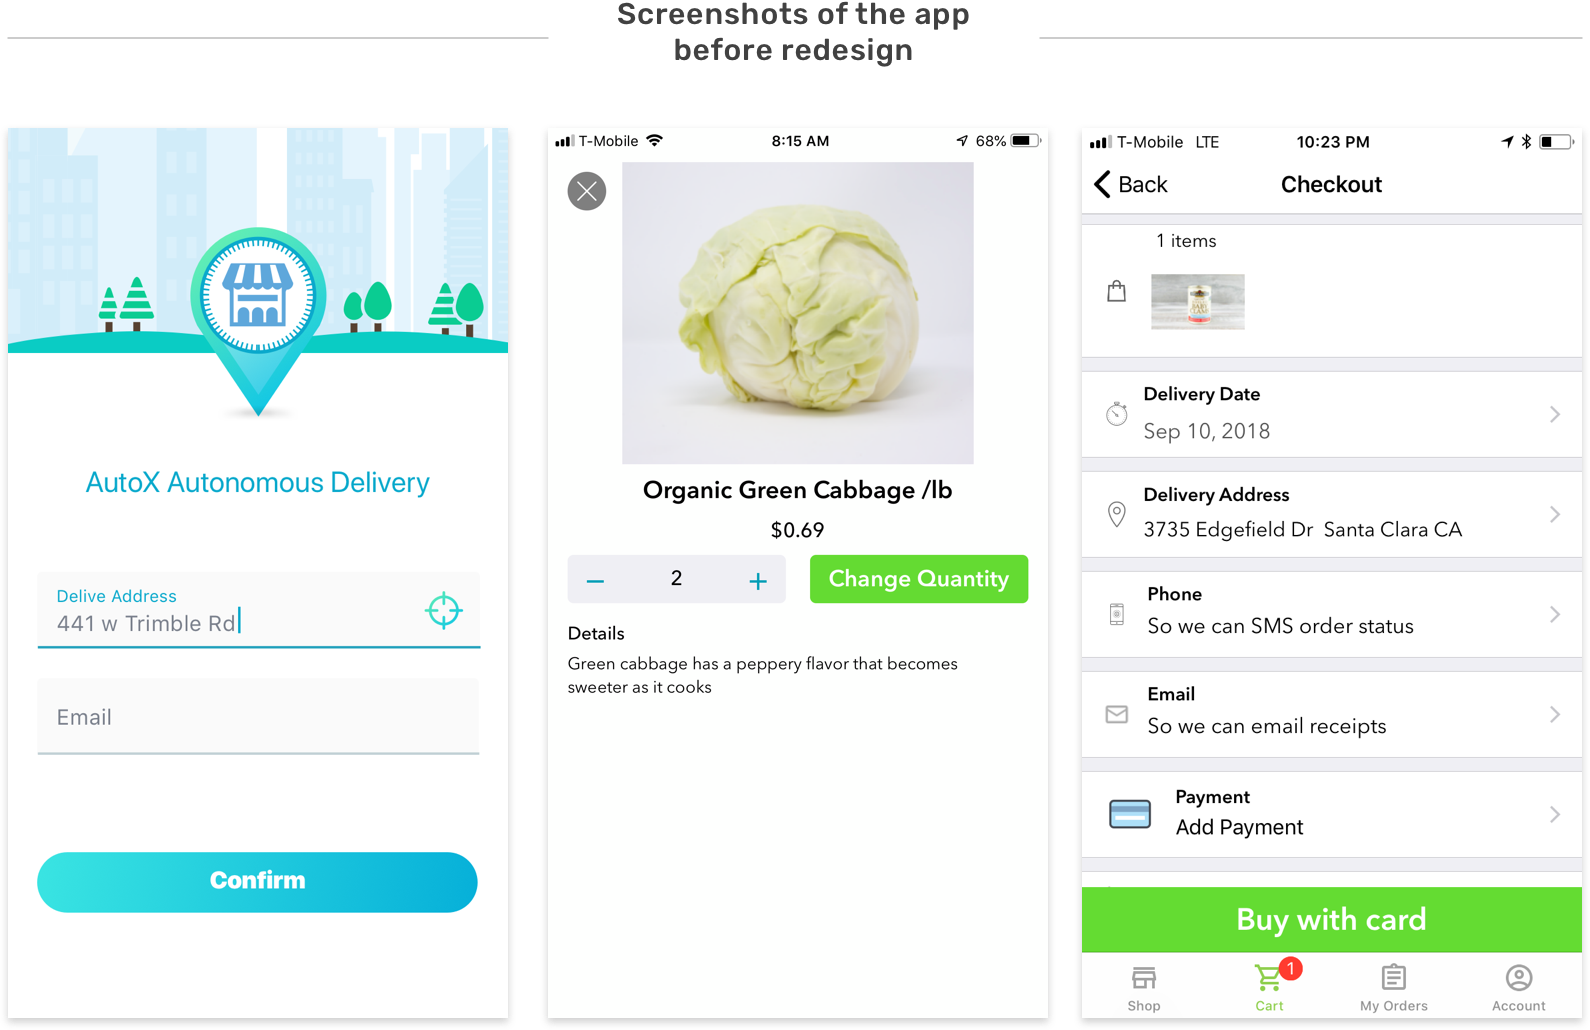 Screenshots of the app
before redesign
AutoX Autonomous Delivery
Delive Address
441 w Trimble Rd
Email
Confirm
T-Mobile 8:15 AM 68%
Organic Green Cabbage /lb
$0.69
− 2 +
Change Quantity
Details
Green cabbage has a peppery flavor that becomes
sweeter as it cooks
T-Mobile LTE 10:23 PM
Back Checkout
1 items
Delivery Date
Sep 10, 2018
Delivery Address
3735 Edgefield Dr Santa Clara CA
Phone
So we can SMS order status
Email
So we can email receipts
Payment
Add Payment
Buy with card
1
Shop Cart My Orders Account